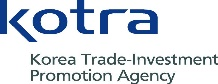 kotra
Korea Trade-Investment
Promotion Agency